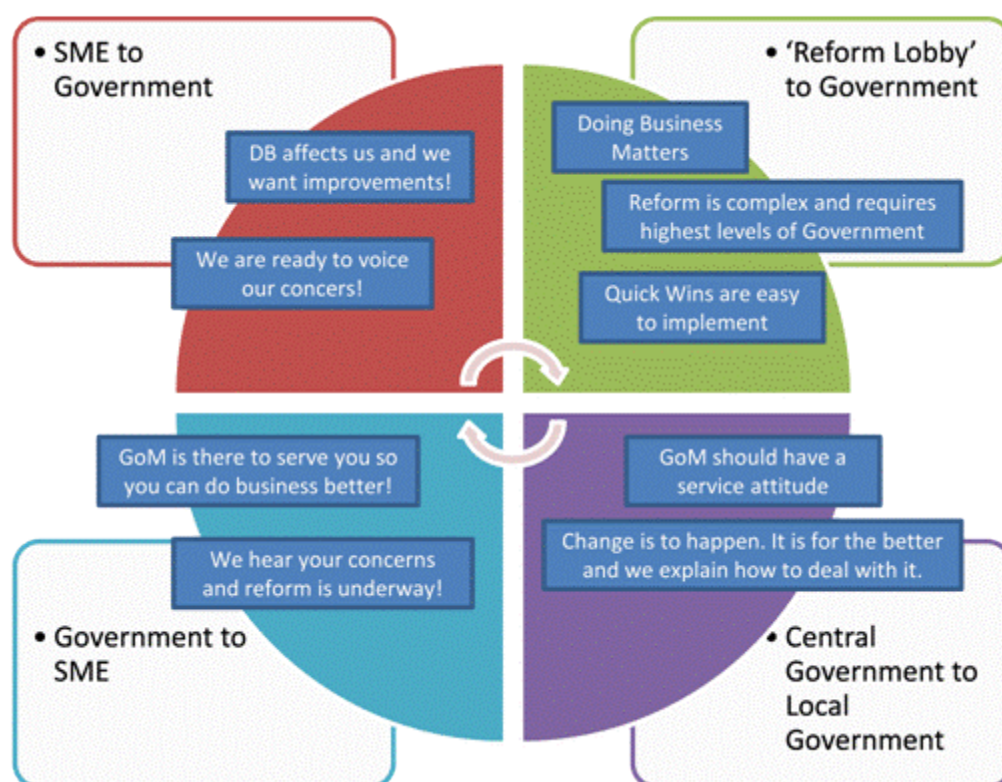 • SME to
Government
DB affects us and we
want improvements!
We are ready to voice
our concers!
• ‘Reform Lobby’
to Government
Doing Business
Matters
Reform is complex and requires
highest levels of Government
Quick Wins are easy
to implement
GoM is there to serve you so
you can do business better!
We hear your concerns
and reform is underway!
• Government to
SME
GoM should have a
service attitude
Change is to happen. It is for the better
and we explain how to deal with it.
• Central
Government to
Local
Government